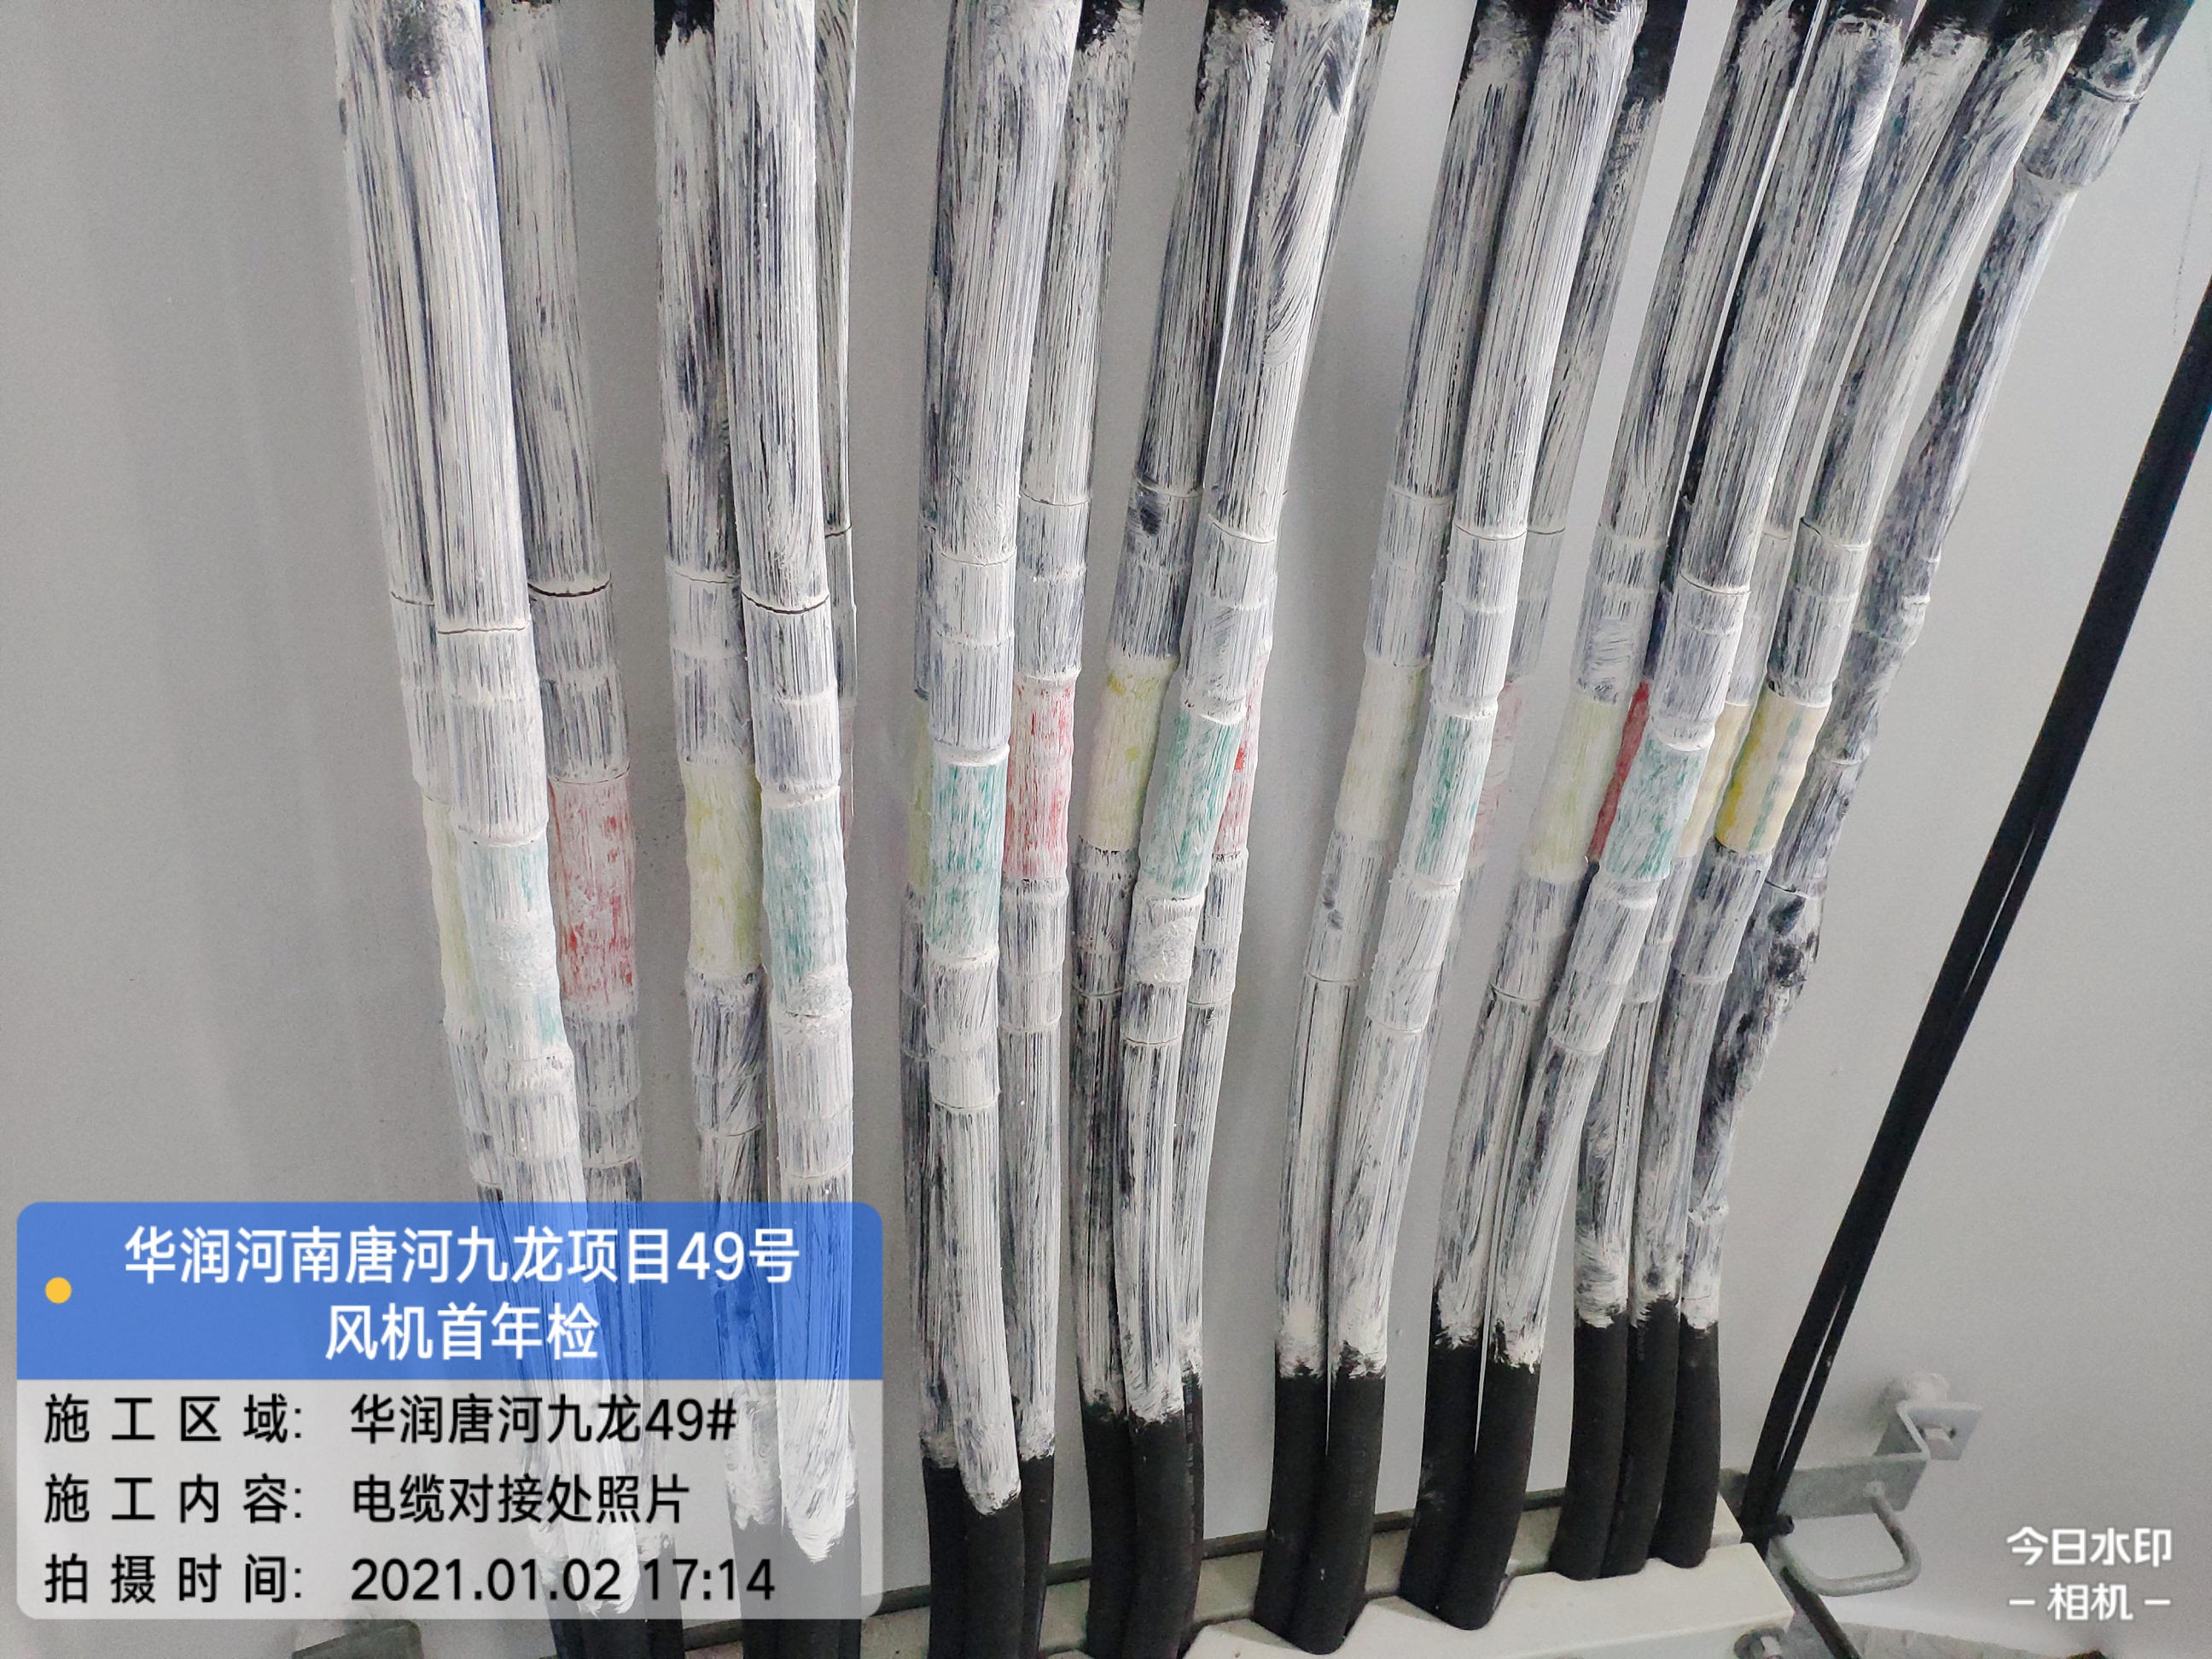 华润河南唐河九龙项目49号
风机首年检
施工区域: 华润唐河九龙49#
施工内容: 电缆对接处照片
拍摄时间: 2021.01.02 17:14
今日水印
- 相机 -